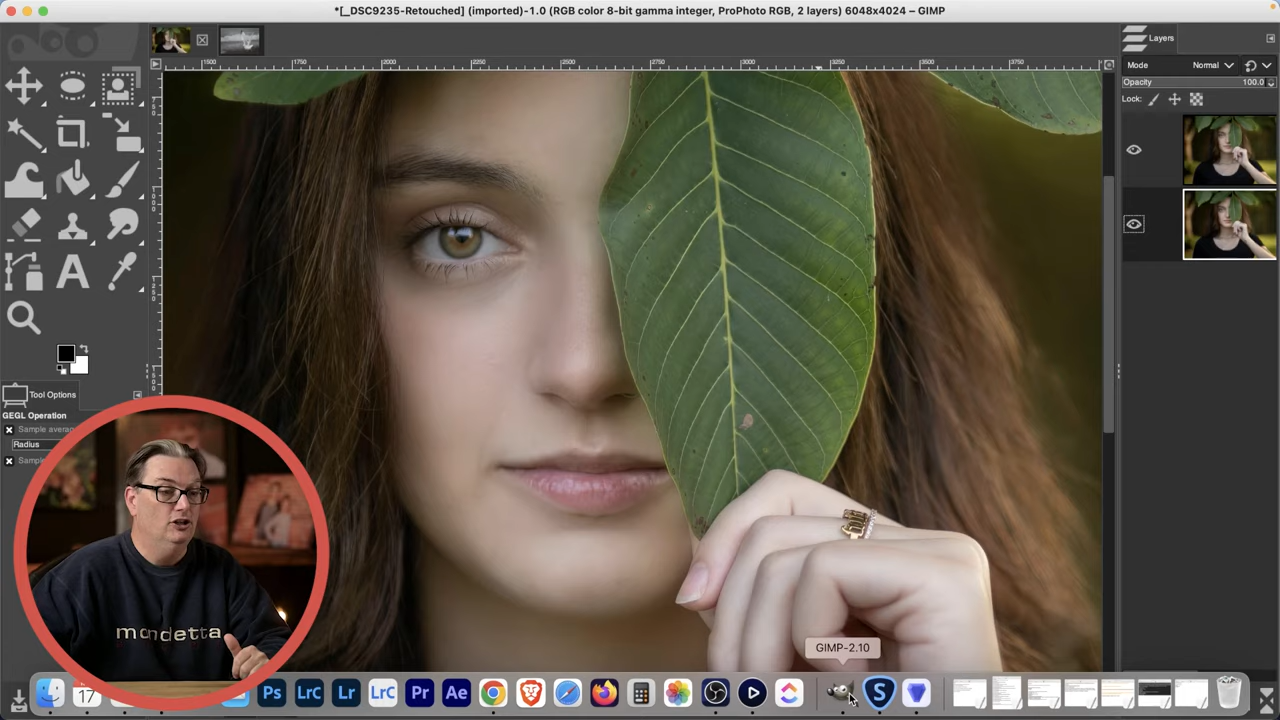 *[_DSC9235-Retouched] (imported)-1.0 (RGB color 8-bit gamma integer, ProPhoto RGB, 2 layers) 6048x4024 – GIMP
Layers
Mode Normal
Opacity 100.0
Lock:
1500 1750 2000 2250 2500 2750 3000 3250 3500 3750
Tool Options
GEGL Operation
Sample averag
Radius
Sampl
mondetta
GIMP-2.10
17 Ps LrC Lr LrC Pr Ae S